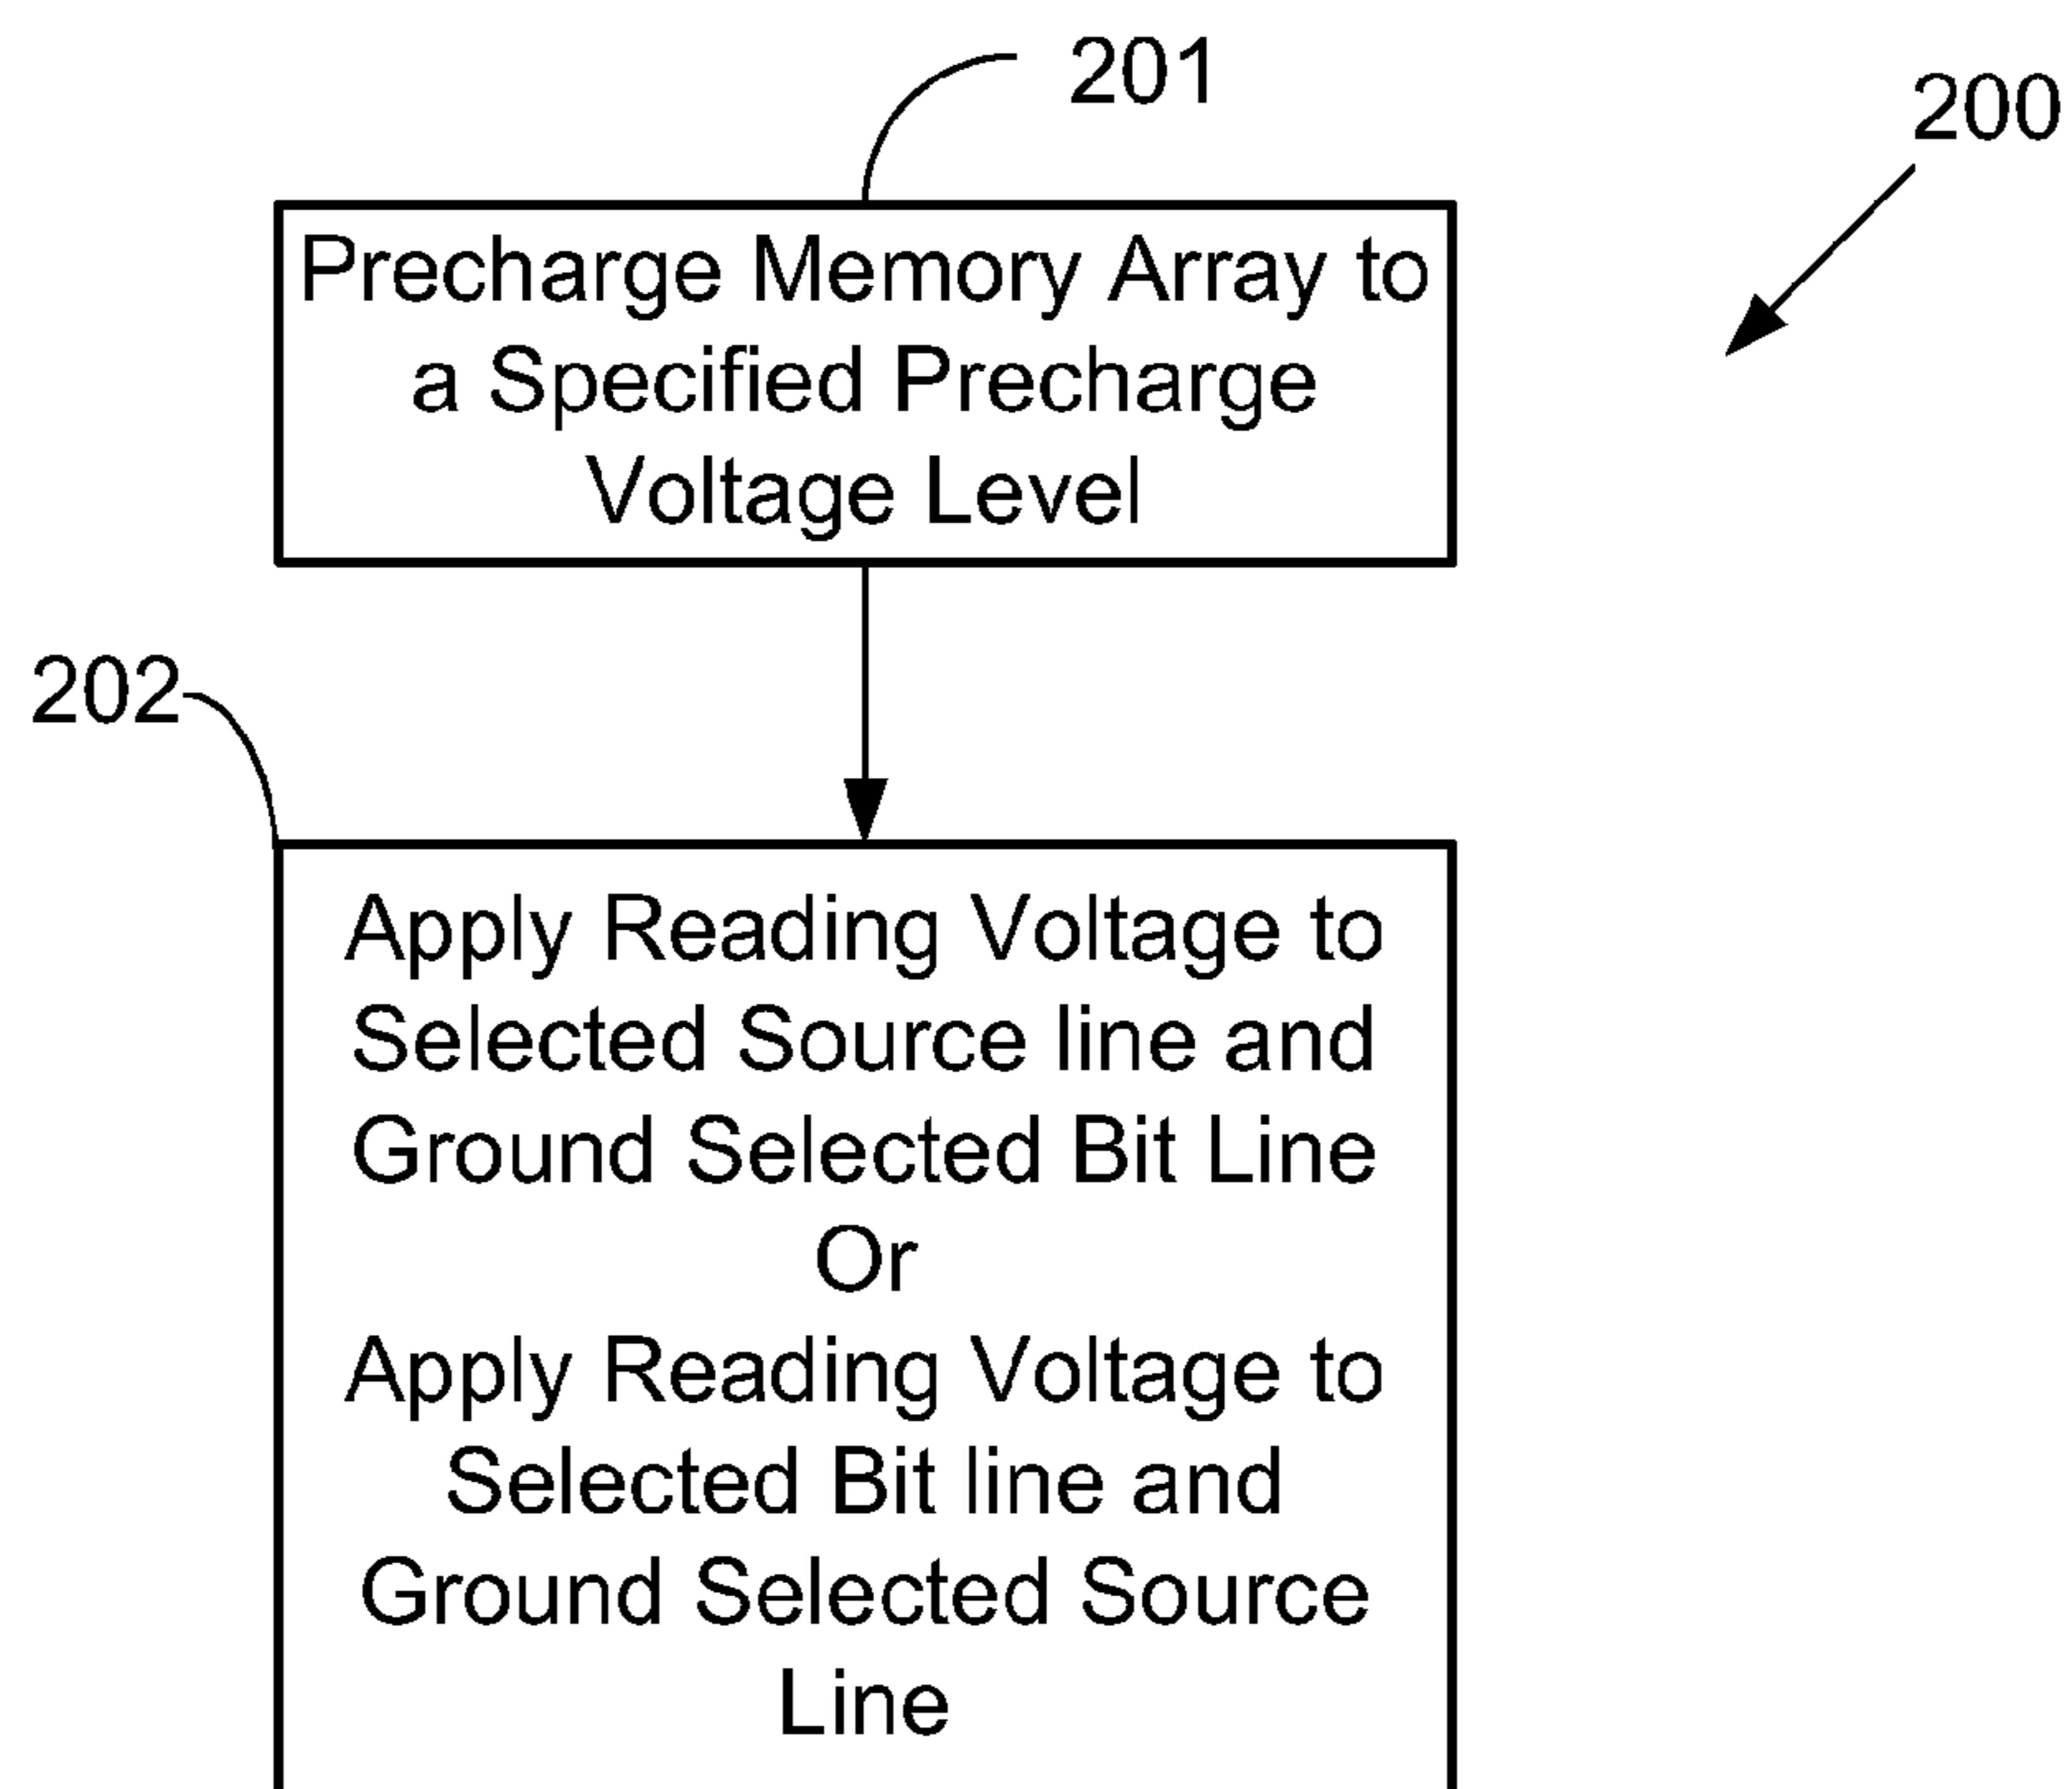 201
200
Precharge Memory Array to
a Specified Precharge
Voltage Level
202
Apply Reading Voltage to
Selected Source line and
Ground Selected Bit Line
Or
Apply Reading Voltage to
Selected Bit line and
Ground Selected Source
Line